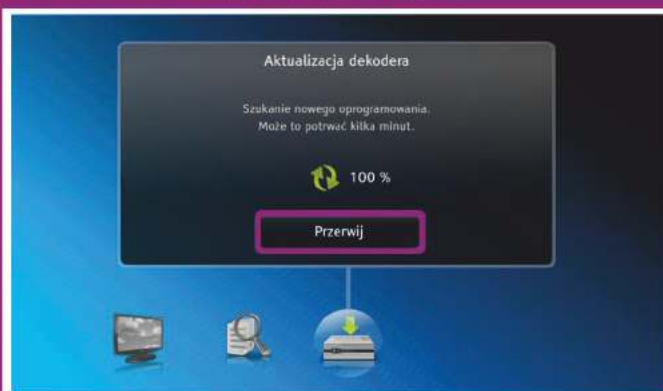 Aktualizacja dekodera
Szukanie nowego oprogramowania.
Może to potrwać kilka minut.
100 %
Przerwij